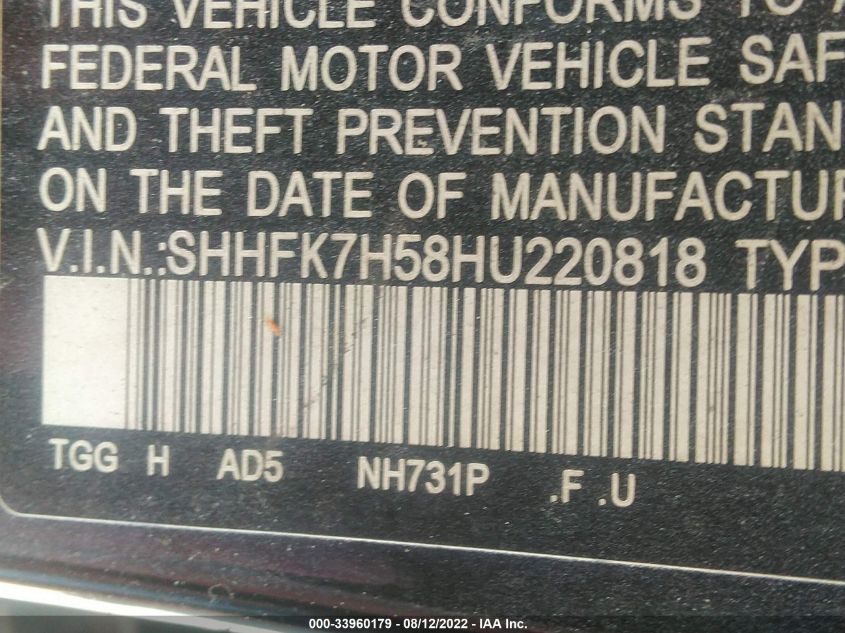 THIS VEHICLE CONFORMS TO A
FEDERAL MOTOR VEHICLE SAF
AND THEFT PREVENTION STAN
ON THE DATE OF MANUFACTUR
V.I.N.:SHHFK7H58HU220818 TYP
TGG H AD5 NH731P .F .U
000-33960179 - 08/12/2022 - IAA Inc.